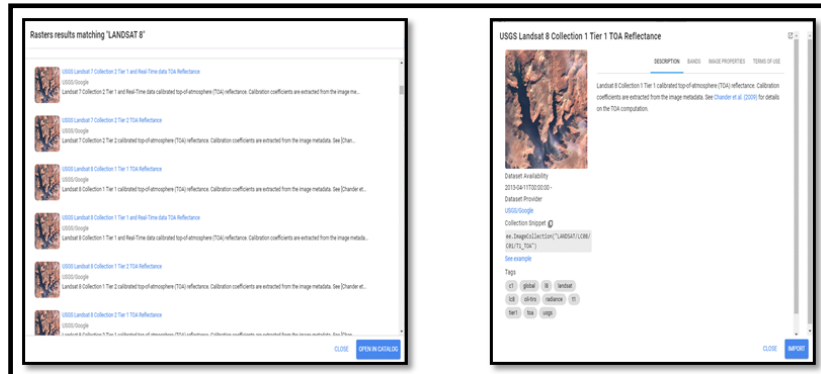 Rasters results matching "LANDSAT 8"
USGS Landsat 7 Collection 2 Tier 1 and Real-Time data TOA Reflectance
USGS/Google
Landsat 7 Collection 2 Tier 1 and Real-Time data calibrated top-of-atmosphere (TOA) reflectance. Calibration coefficients are extracted from the image me...
USGS Landsat 7 Collection 2 Tier 2 TOA Reflectance
USGS/Google
Landsat 7 Collection 2 Tier 2 calibrated top-of-atmosphere (TOA) reflectance. Calibration coefficients are extracted from the image metadata. See [Chan...
USGS Landsat 8 Collection 1 Tier 1 TOA Reflectance
USGS/Google
Landsat 8 Collection 1 Tier 1 calibrated top-of-atmosphere (TOA) reflectance. Calibration coefficients are extracted from the image metadata. See [Chander et...
USGS Landsat 8 Collection 1 Tier 1 and Real-Time data TOA Reflectance
USGS/Google
Landsat 8 Collection 1 Tier 1 and Real-Time data calibrated top-of-atmosphere (TOA) reflectance. Calibration coefficients are extracted from the image metada...
USGS Landsat 8 Collection 1 Tier 2 TOA Reflectance
USGS/Google
Landsat 8 Collection 1 Tier 2 calibrated top-of-atmosphere (TOA) reflectance. Calibration coefficients are extracted from the image metadata. See [Chander et...
USGS Landsat 8 Collection 2 Tier 1 TOA Reflectance
USGS/Google
CLOSE OPEN IN CATALOG
USGS Landsat 8 Collection 1 Tier 1 TOA Reflectance
DESCRIPTION BANDS IMAGE PROPERTIES TERMS OF USE
Landsat 8 Collection 1 Tier 1 calibrated top-of-atmosphere (TOA) reflectance. Calibration
coefficients are extracted from the image metadata. See Chander et al. (2009) for details
on the TOA computation.
Dataset Availability
2013-04-11T00:00:00 -
Dataset Provider
USGS/Google
Collection Snippet
ee.ImageCollection("LANDSAT/LC08/
C01/T1_TOA")
See example
Tags
c1 global l8 landsat
lc8 oli-tirs radiance t1
tier1 toa usgs
CLOSE IMPORT